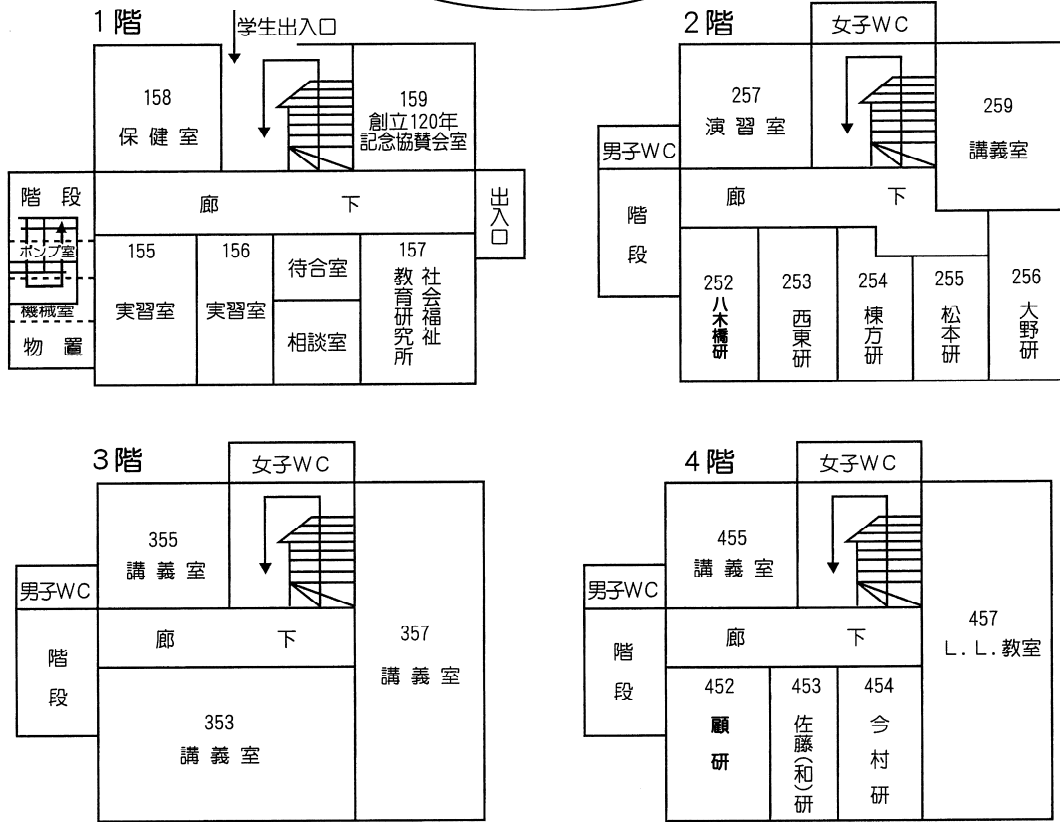 1階
学生出入口
158
保健室
159
創立120年
記念協賛会室
階段
廊下
出入口
ポンプ室
機械室
物置
155
実習室
156
実習室
待合室
相談室
157
社会福祉
教育研究所
2階
女子WC
257
演習室
259
講義室
男子WC
階段
廊下
252
八木橋研
253
西東研
254
棟方研
255
松本研
256
大野研
3階
女子WC
355
講義室
男子WC
階段
廊下
357
講義室
353
講義室
4階
女子WC
455
講義室
男子WC
階段
廊下
457
L.L.教室
452
顧研
453
佐藤(和)研
454
今村研